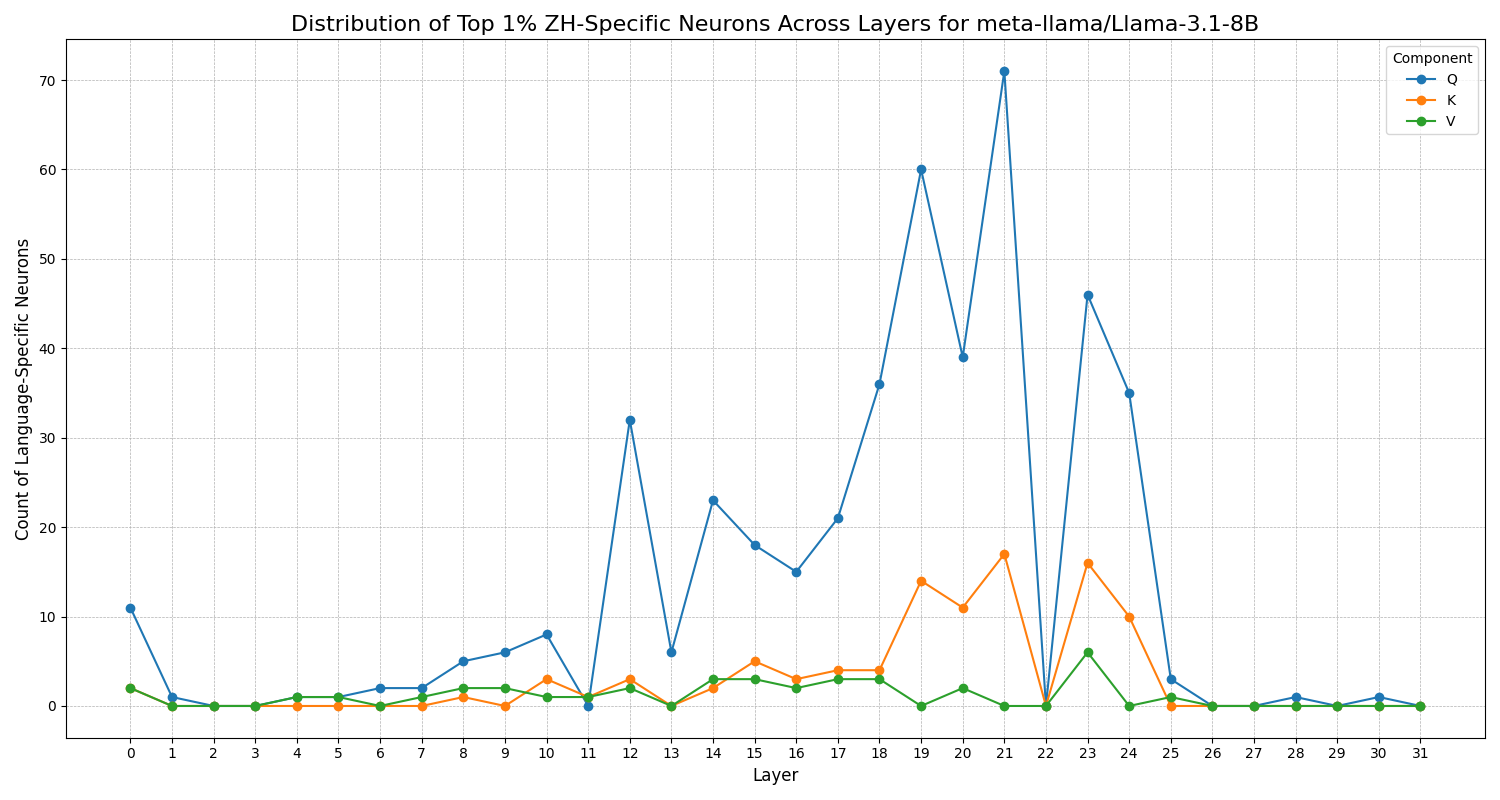 Distribution of Top 1% ZH-Specific Neurons Across Layers for meta-llama/Llama-3.1-8B
Component
Q
K
V
Count of Language-Specific Neurons
70
60
50
40
30
20
10
0
0 1 2 3 4 5 6 7 8 9 10 11 12 13 14 15 16 17 18 19 20 21 22 23 24 25 26 27 28 29 30 31
Layer